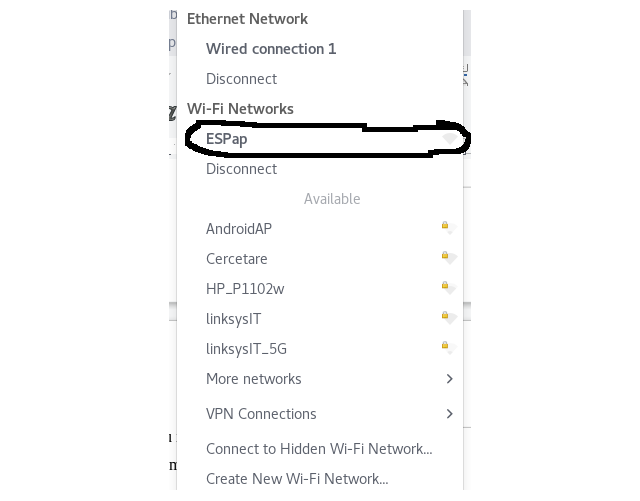 Ethernet Network
Wired connection 1
Disconnect
Wi-Fi Networks
ESPap
Disconnect
Available
AndroidAP
Cercetare
HP_P1102w
linksysIT
linksysIT_5G
More networks
VPN Connections
Connect to Hidden Wi-Fi Network...
Create New Wi-Fi Network...